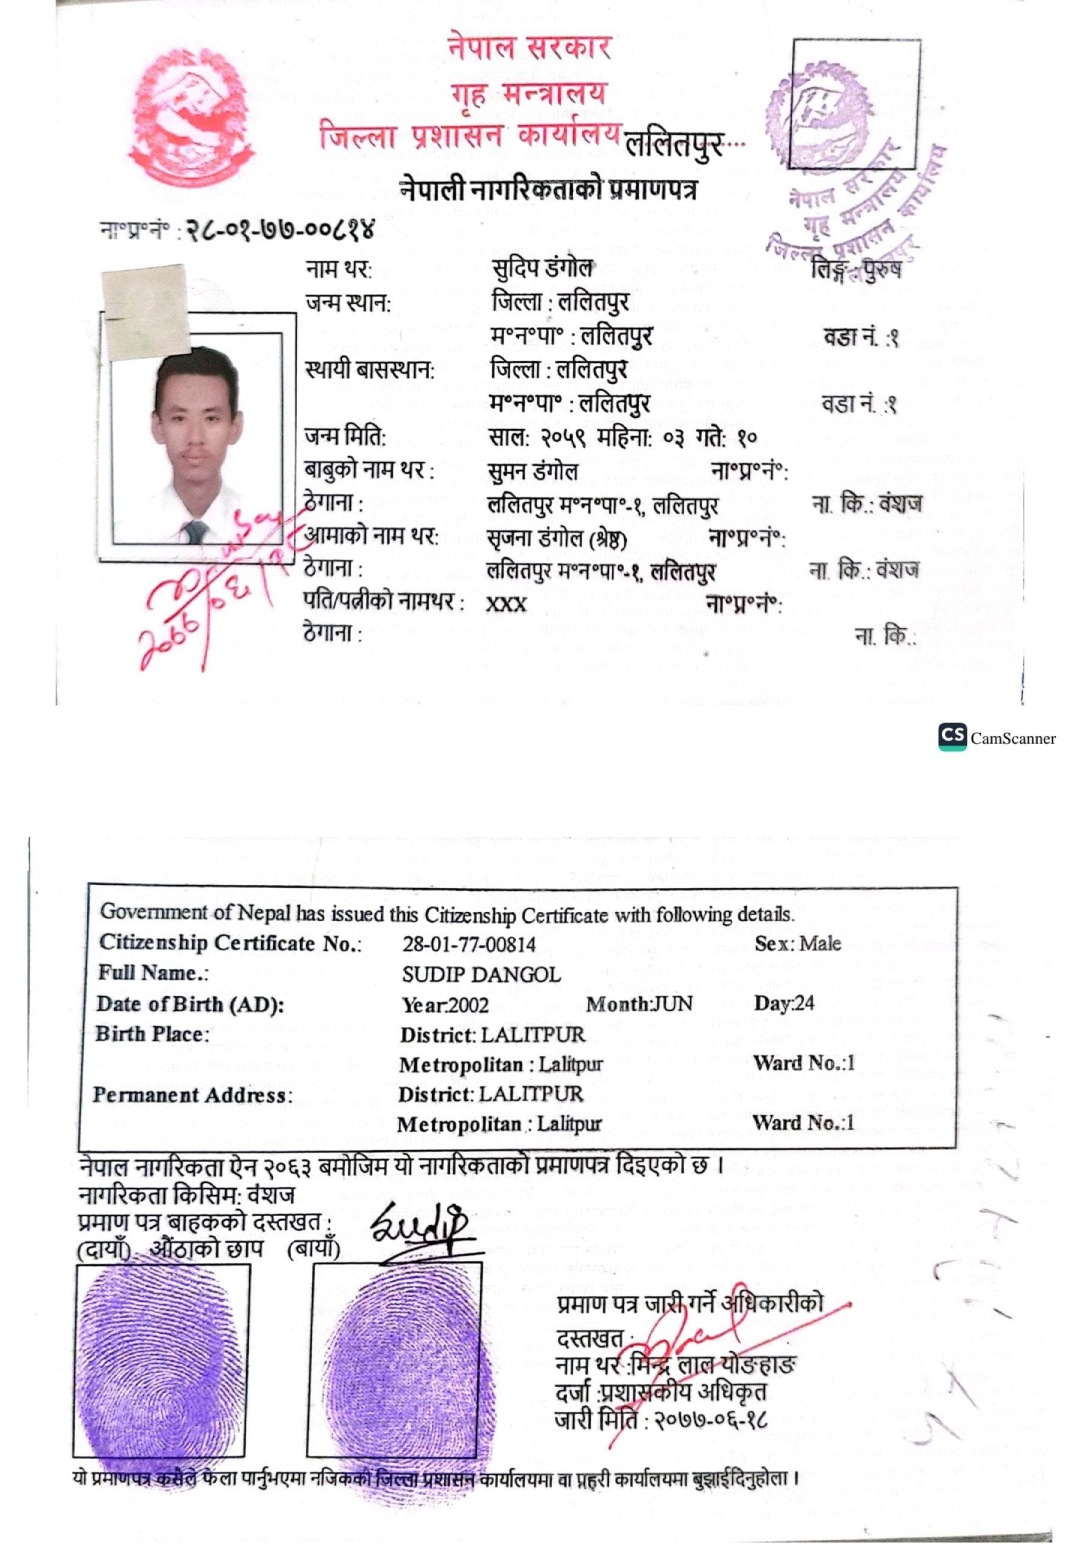 नेपाल सरकार
गृह मन्त्रालय
जिल्ला प्रशासन कार्यालय ललितपुर...
नेपाली नागरिकताको प्रमाणपत्र
नेपाल सरकार
गृह मन्त्रालय
जिल्ला प्रशासन कार्यालय
ना°प्र°नं° : २८-०१-७७-००८१४
नाम थर: सुदिप डंगोल लिङ्ग : पुरुष
जन्म स्थान: जिल्ला : ललितपुर
म°न°पा° : ललितपुर वडा नं. :१
स्थायी बासस्थान: जिल्ला : ललितपुर
म°न°पा° : ललितपुर वडा नं. :१
जन्म मिति: साल: २०५९ महिना: ०३ गते: १०
बाबुको नाम थर : सुमन डंगोल ना°प्र°नं°:
ठेगाना : ललितपुर म°न°पा°-१, ललितपुर ना. कि.: वंशज
आमाको नाम थर: सृजना डंगोल (श्रेष्ठ) ना°प्र°नं°:
ठेगाना : ललितपुर म°न°पा°-१, ललितपुर ना. कि.: वंशज
पति/पत्नीको नामथर : XXX ना°प्र°नं°:
ठेगाना : ना. कि.:
CS CamScanner
Government of Nepal has issued this Citizenship Certificate with following details.
Citizenship Certificate No.: 28-01-77-00814 Sex: Male
Full Name.: SUDIP DANGOL
Date of Birth (AD): Year:2002 Month:JUN Day:24
Birth Place: District: LALITPUR
Metropolitan : Lalitpur Ward No.:1
Permanent Address: District: LALITPUR
Metropolitan : Lalitpur Ward No.:1
नेपाल नागरिकता ऐन २०६३ बमोजिम यो नागरिकताको प्रमाणपत्र दिइएको छ ।
नागरिकता किसिम: वंशज
प्रमाण पत्र बाहकको दस्तखत : Sudip
(दायाँ) औंठाको छाप (बायाँ)
प्रमाण पत्र जारी गर्ने अधिकारीको
दस्तखत :
नाम थर :मिन्द्र लाल योङहाङ
दर्जा :प्रशासकीय अधिकृत
जारी मिति : २०७७-०६-१८
यो प्रमाणपत्र कसैले फेला पार्नुभएमा नजिकको जिल्ला प्रशासन कार्यालयमा वा प्रहरी कार्यालयमा बुझाईदिनुहोला ।